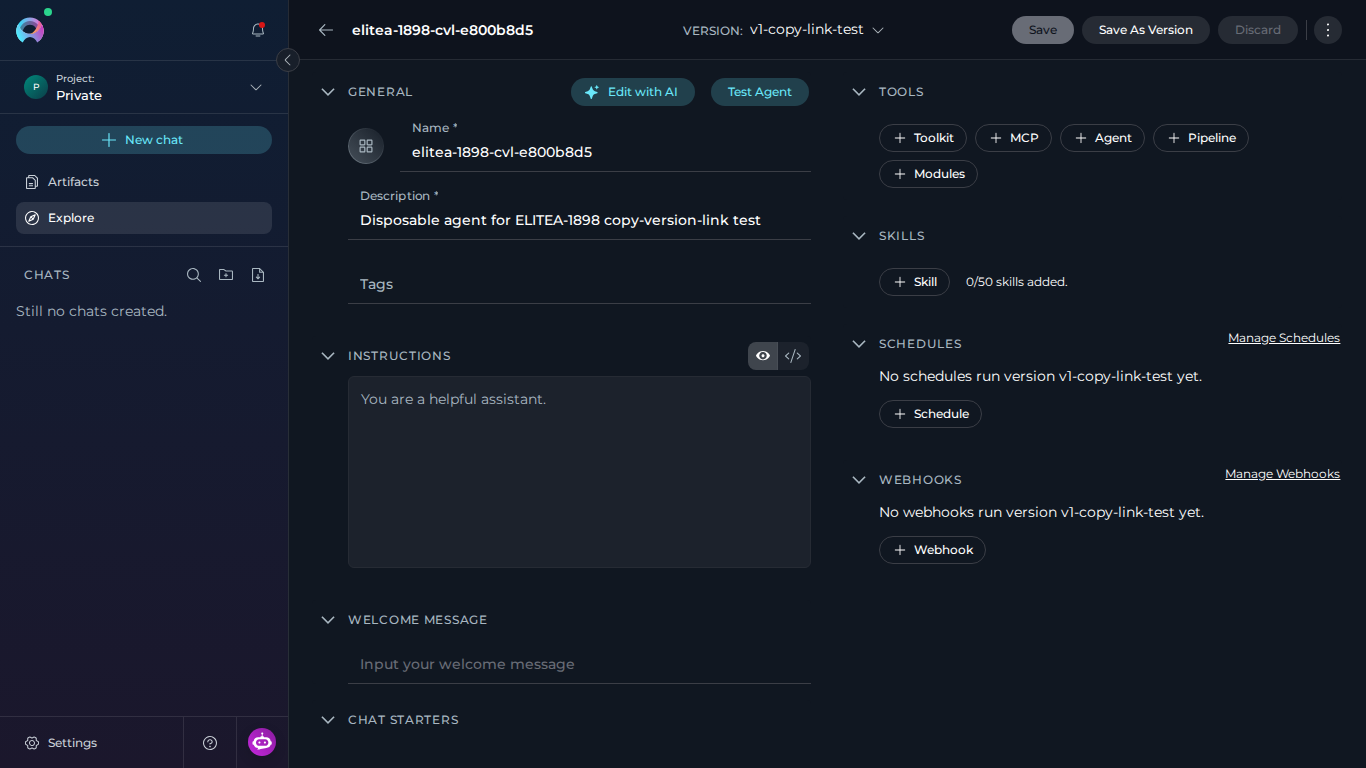 elitea-1898-cvl-e800b8d5
VERSION: v1-copy-link-test
Save
Save As Version
Discard
P
Project:
Private
New chat
Artifacts
Explore
CHATS
Still no chats created.
Settings
GENERAL
Edit with AI
Test Agent
Name *
elitea-1898-cvl-e800b8d5
Description *
Disposable agent for ELITEA-1898 copy-version-link test
Tags
INSTRUCTIONS
You are a helpful assistant.
WELCOME MESSAGE
Input your welcome message
CHAT STARTERS
TOOLS
Toolkit
MCP
Agent
Pipeline
Modules
SKILLS
Skill
0/50 skills added.
SCHEDULES
Manage Schedules
No schedules run version v1-copy-link-test yet.
Schedule
WEBHOOKS
Manage Webhooks
No webhooks run version v1-copy-link-test yet.
Webhook